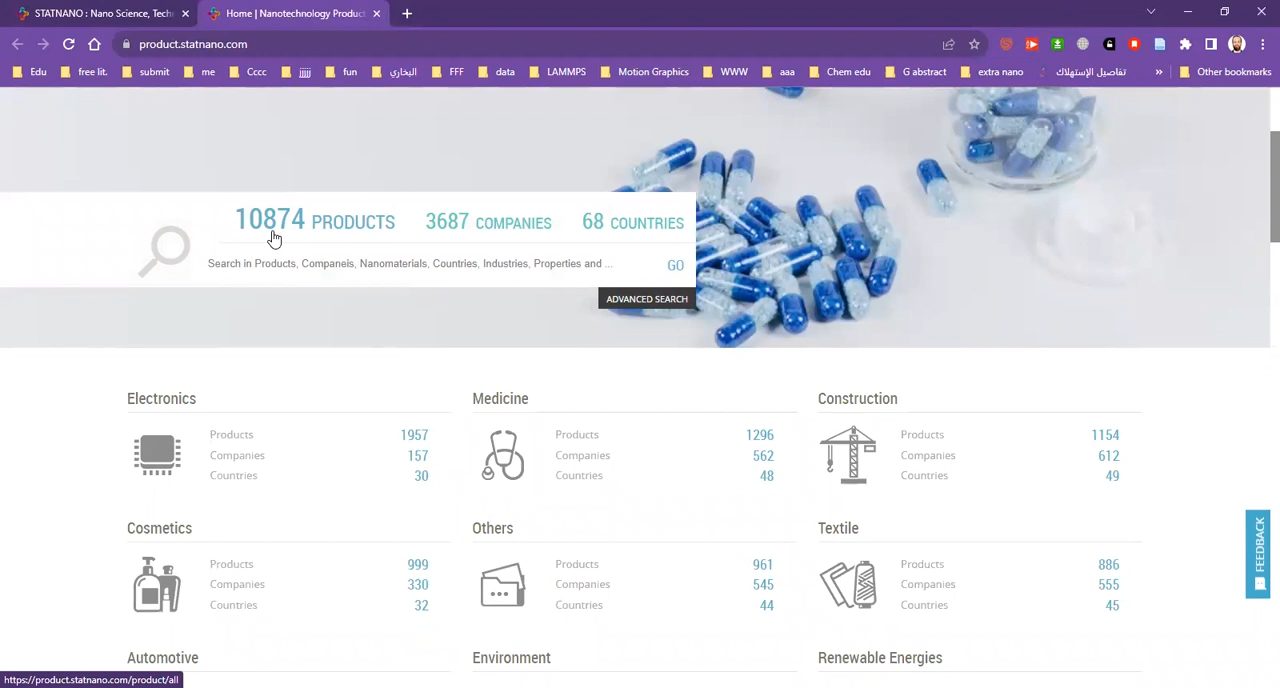 STATNANO : Nano Science, Tech
Home | Nanotechnology Produc
product.statnano.com
Edu
free lit.
submit
me
Cccc
jjjjj
fun
البخاري
FFF
data
LAMMPS
Motion Graphics
WWW
aaa
Chem edu
G abstract
extra nano
تفاصيل الإستهلاك
»
Other bookmarks
10874 PRODUCTS 3687 COMPANIES 68 COUNTRIES
Search in Products, Companeis, Nanomaterials, Countries, Industries, Properties and ...
GO
ADVANCED SEARCH
Electronics
Products 1957
Companies 157
Countries 30
Medicine
Products 1296
Companies 562
Countries 48
Construction
Products 1154
Companies 612
Countries 49
Cosmetics
Products 999
Companies 330
Countries 32
Others
Products 961
Companies 545
Countries 44
Textile
Products 886
Companies 555
Countries 45
Automotive
Environment
Renewable Energies
FEEDBACK
https://product.statnano.com/product/all